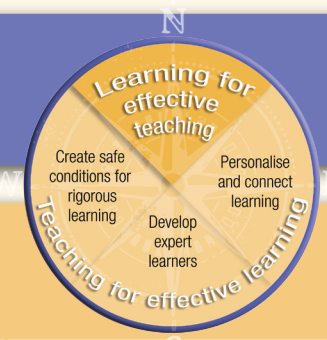 N
Learning for
effective
teaching
Create safe
conditions for
rigorous
learning
Personalise
and connect
learning
Develop
expert
learners
Teaching for effective learning